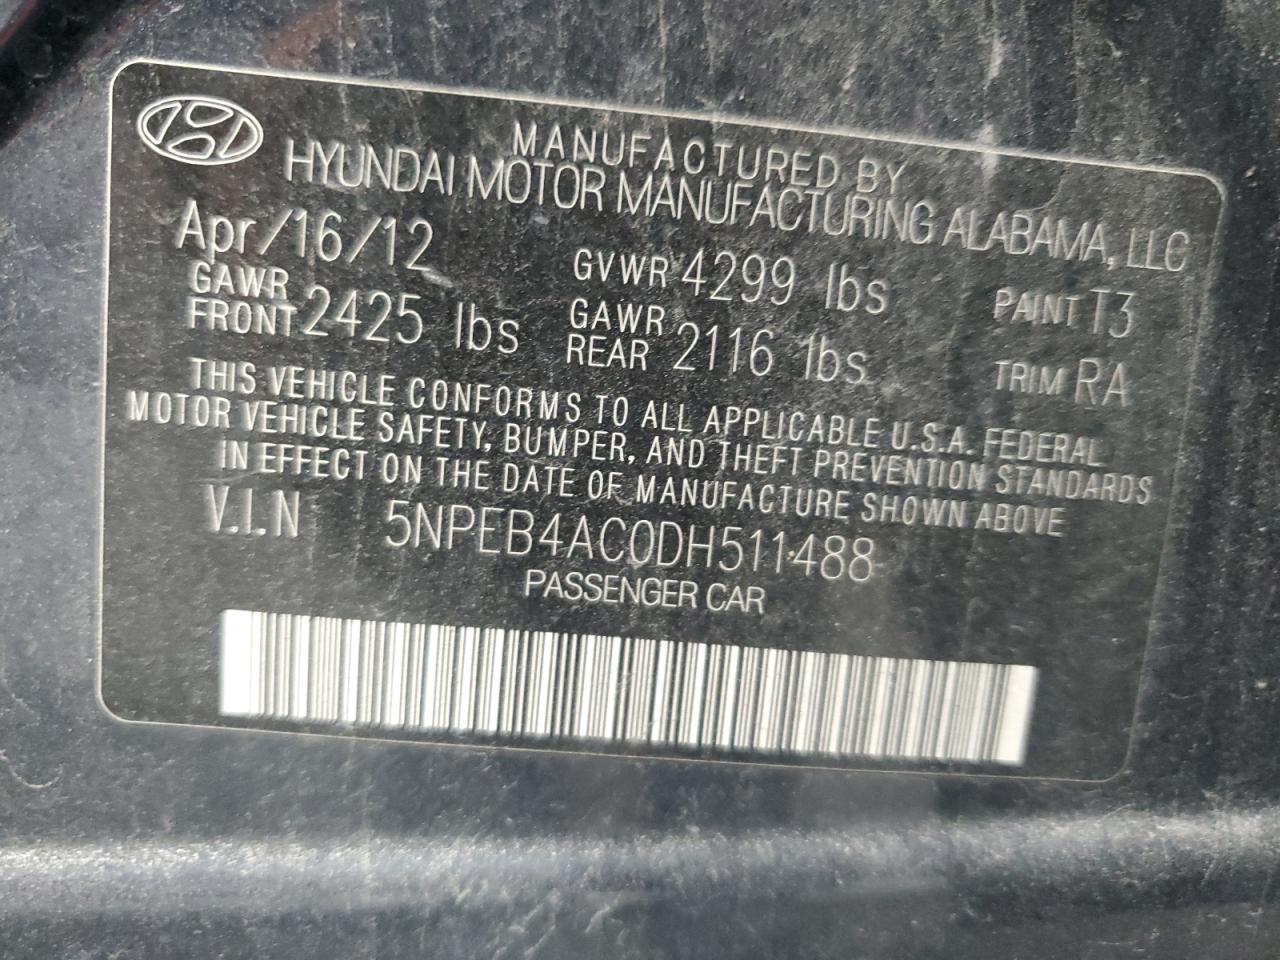 MANUFACTURED BY
HYUNDAI MOTOR MANUFACTURING ALABAMA, LLC
Apr/16/12 GVWR 4299 lbs PAINT T3
GAWR FRONT 2425 lbs GAWR REAR 2116 lbs TRIM RA
THIS VEHICLE CONFORMS TO ALL APPLICABLE U.S.A. FEDERAL
MOTOR VEHICLE SAFETY, BUMPER, AND THEFT PREVENTION STANDARDS
IN EFFECT ON THE DATE OF MANUFACTURE SHOWN ABOVE
V.I.N 5NPEB4AC0DH511488
PASSENGER CAR